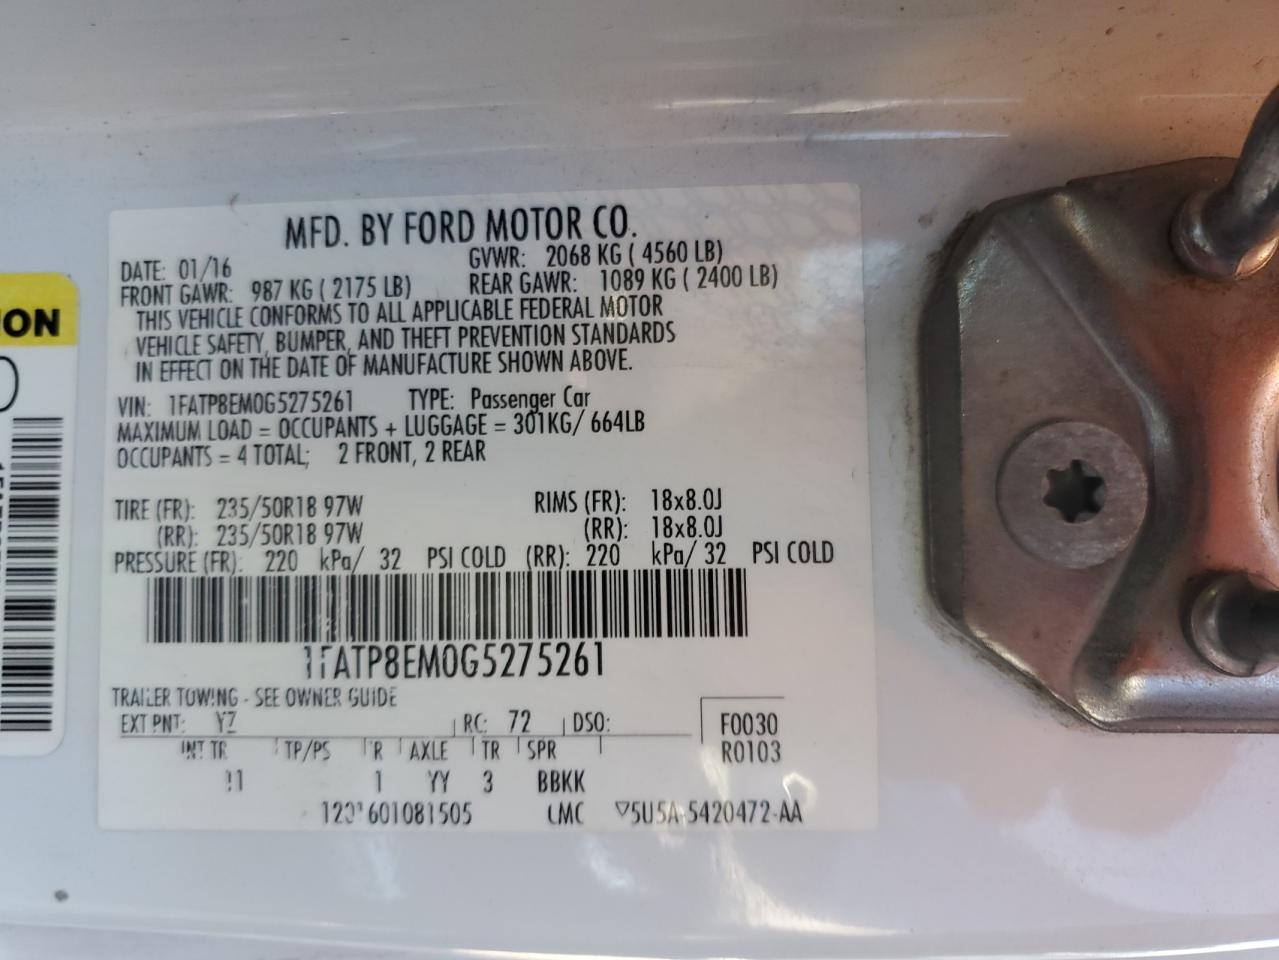 MFD. BY FORD MOTOR CO.
DATE: 01/16 GVWR: 2068 KG ( 4560 LB)
FRONT GAWR: 987 KG ( 2175 LB) REAR GAWR: 1089 KG ( 2400 LB)
THIS VEHICLE CONFORMS TO ALL APPLICABLE FEDERAL MOTOR
VEHICLE SAFETY, BUMPER, AND THEFT PREVENTION STANDARDS
IN EFFECT ON THE DATE OF MANUFACTURE SHOWN ABOVE.
VIN: 1FATP8EM0G5275261 TYPE: Passenger Car
MAXIMUM LOAD = OCCUPANTS + LUGGAGE = 301KG/ 664LB
OCCUPANTS = 4 TOTAL; 2 FRONT, 2 REAR
TIRE (FR): 235/50R18 97W RIMS (FR): 18x8.0J
(RR): 235/50R18 97W (RR): 18x8.0J
PRESSURE (FR): 220 kPa/ 32 PSI COLD (RR): 220 kPa/ 32 PSI COLD
1FATP8EM0G5275261
TRAILER TOWING - SEE OWNER GUIDE
EXT PNT: YZ RC: 72 DSO: F0030
INT TR TP/PS R AXLE TR SPR R0103
1 YY 3 BBKK
LMC ▽5U5A-5420472-AA
ION